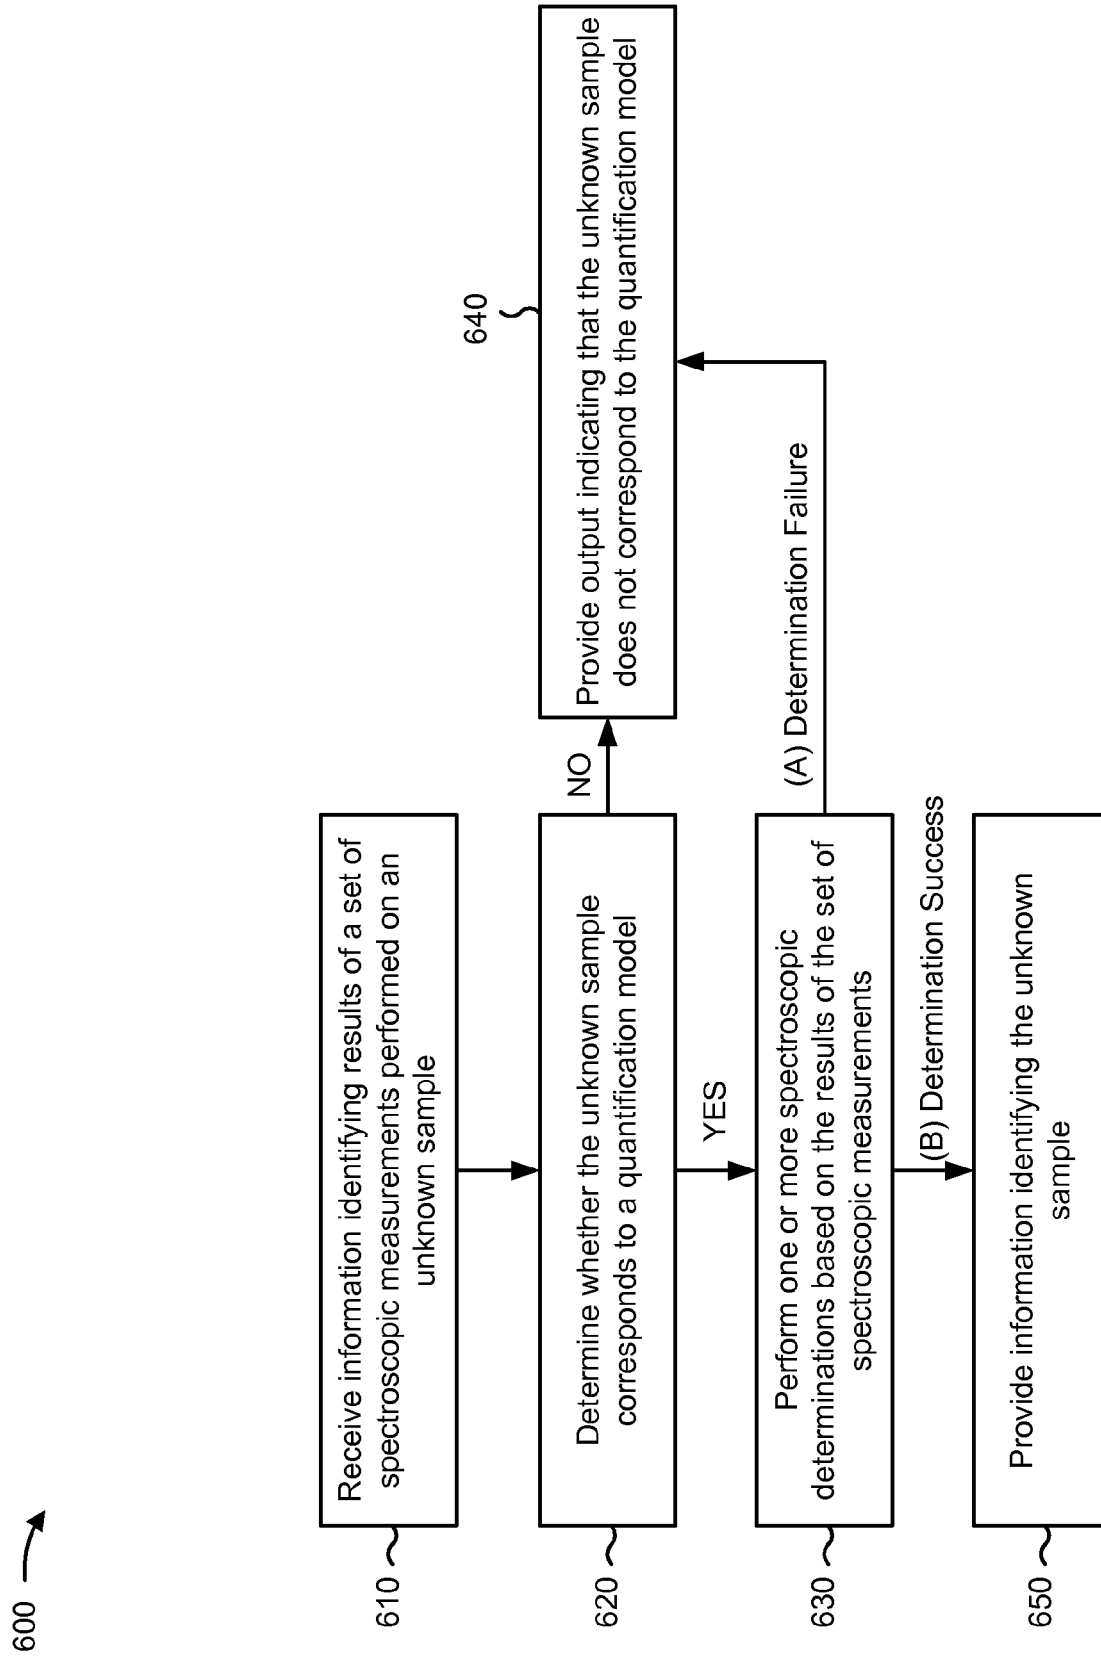 600
610
Receive information identifying results of a set of
spectroscopic measurements performed on an
unknown sample
620
Determine whether the unknown sample
corresponds to a quantification model
NO
640
Provide output indicating that the unknown sample
does not correspond to the quantification model
YES
630
Perform one or more spectroscopic
determinations based on the results of the set of
spectroscopic measurements
(A) Determination Failure
(B) Determination Success
650
Provide information identifying the unknown
sample